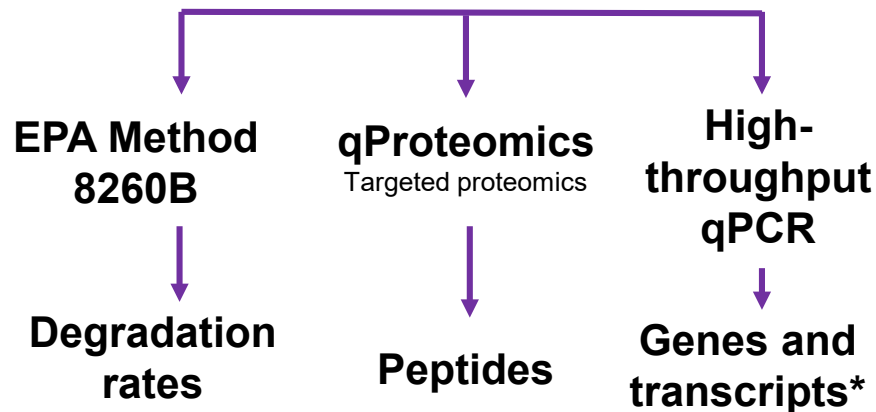 EPA Method
8260B
qProteomics
Targeted proteomics
High-
throughput
qPCR
Degradation
rates
Peptides
Genes and
transcripts*